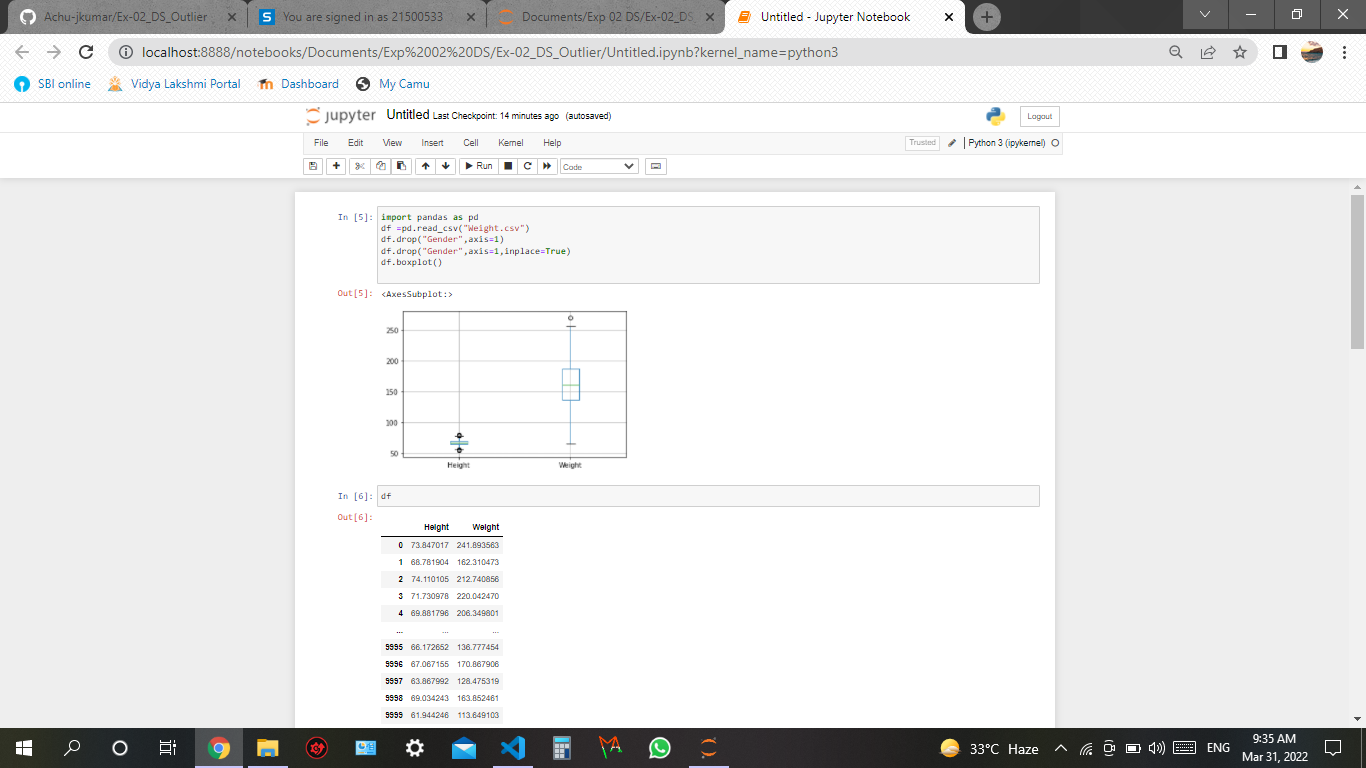 Achu-jkumar/Ex-02_DS_Outlier
You are signed in as 21500533
Documents/Exp 02 DS/Ex-02_DS_
Untitled - Jupyter Notebook
localhost:8888/notebooks/Documents/Exp%2002%20DS/Ex-02_DS_Outlier/Untitled.ipynb?kernel_name=python3
SBI online
Vidya Lakshmi Portal
Dashboard
My Camu
jupyter Untitled Last Checkpoint: 14 minutes ago (autosaved)
Logout
File Edit View Insert Cell Kernel Help
Trusted
Python 3 (ipykernel)
Run
Code
In [5]: import pandas as pd
df =pd.read_csv("Weight.csv")
df.drop("Gender",axis=1)
df.drop("Gender",axis=1,inplace=True)
df.boxplot()
Out[5]: <AxesSubplot:>
250
200
150
100
50
Height Weight
In [6]: df
Out[6]:
Height Weight
0 73.847017 241.893563
1 68.781904 162.310473
2 74.110105 212.740856
3 71.730978 220.042470
4 69.881796 206.349801
... ... ...
9995 66.172652 136.777454
9996 67.067155 170.867906
9997 63.867992 128.475319
9998 69.034243 163.852461
9999 61.944246 113.649103
33°C Haze
ENG
9:35 AM
Mar 31, 2022